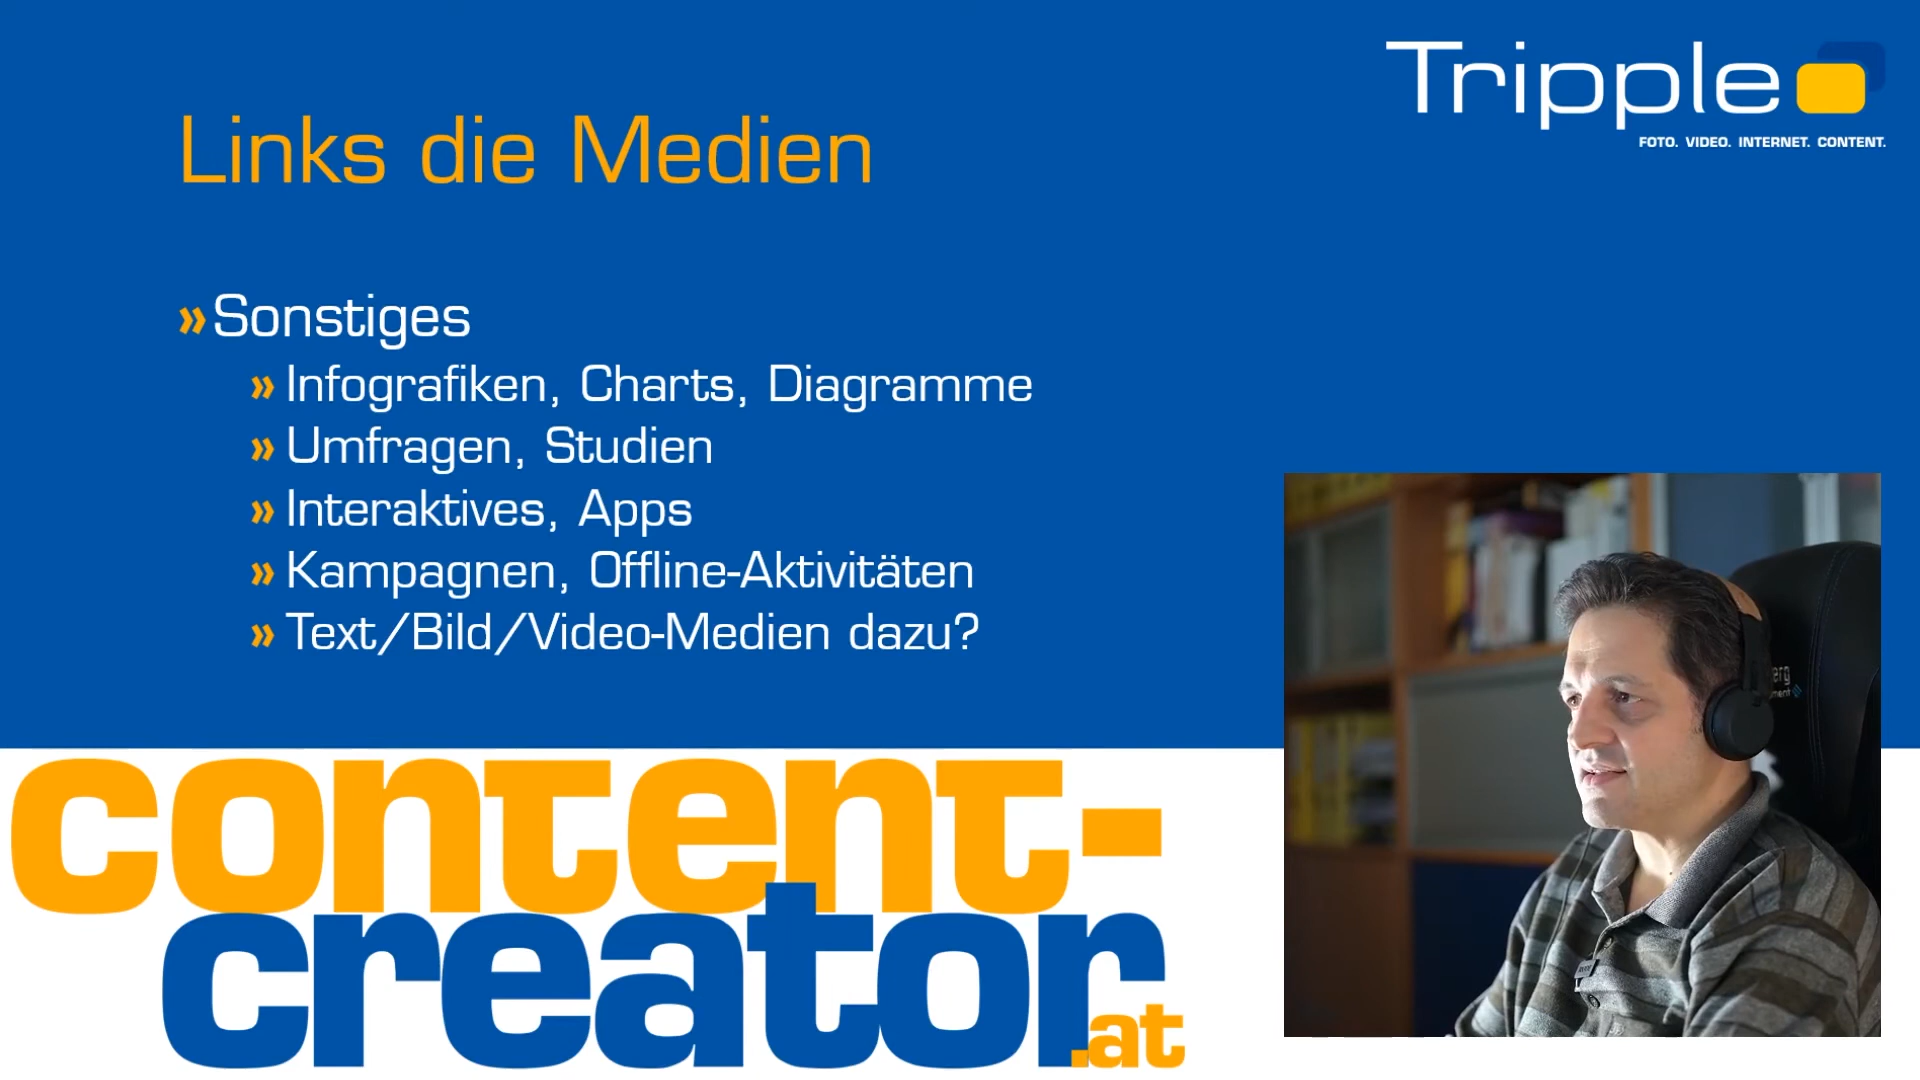 Tripple
FOTO. VIDEO. INTERNET. CONTENT.
Links die Medien
» Sonstiges
» Infografiken, Charts, Diagramme
» Umfragen, Studien
» Interaktives, Apps
» Kampagnen, Offline-Aktivitäten
» Text/Bild/Video-Medien dazu?
content-
creator
.at